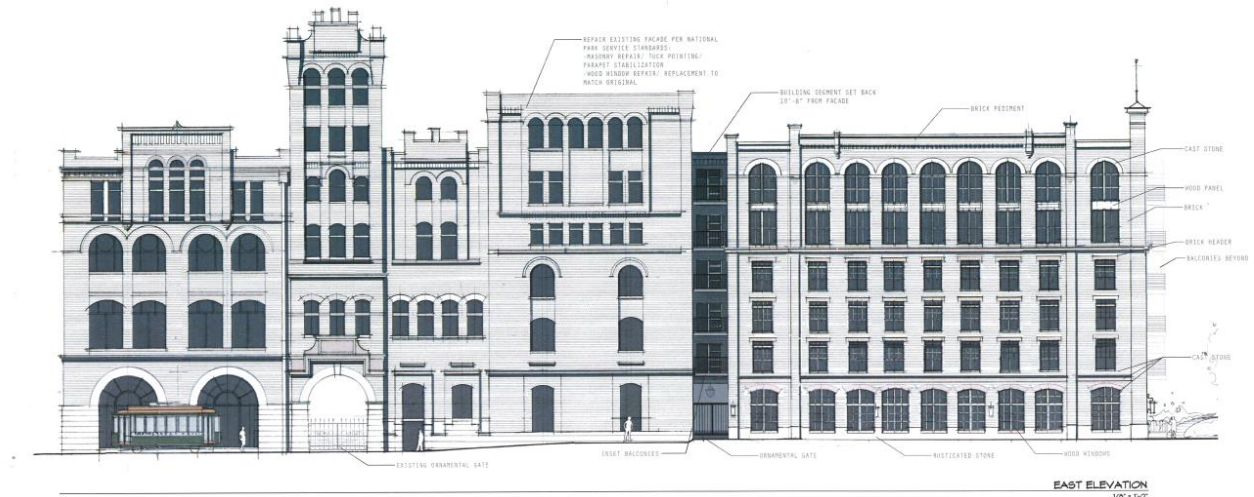 REPAIR EXISTING FACADE PER NATIONAL
PARK SERVICE STANDARDS:
-MASONRY REPAIR/ TUCK POINTING/
PARAPET STABILIZATION
-WOOD WINDOW REPAIR/ REPLACEMENT TO
MATCH ORIGINAL
BUILDING SEGMENT SET BACK
FROM FACADE
BRICK PEDIMENT
CAST STONE
WOOD PANEL
BRICK
BRICK HEADER
BALCONIES BEYOND
CAST STONE
EXISTING ORNAMENTAL GATE
INSET BALCONIES
ORNAMENTAL GATE
RUSTICATED STONE
WOOD WINDOWS
EAST ELEVATION